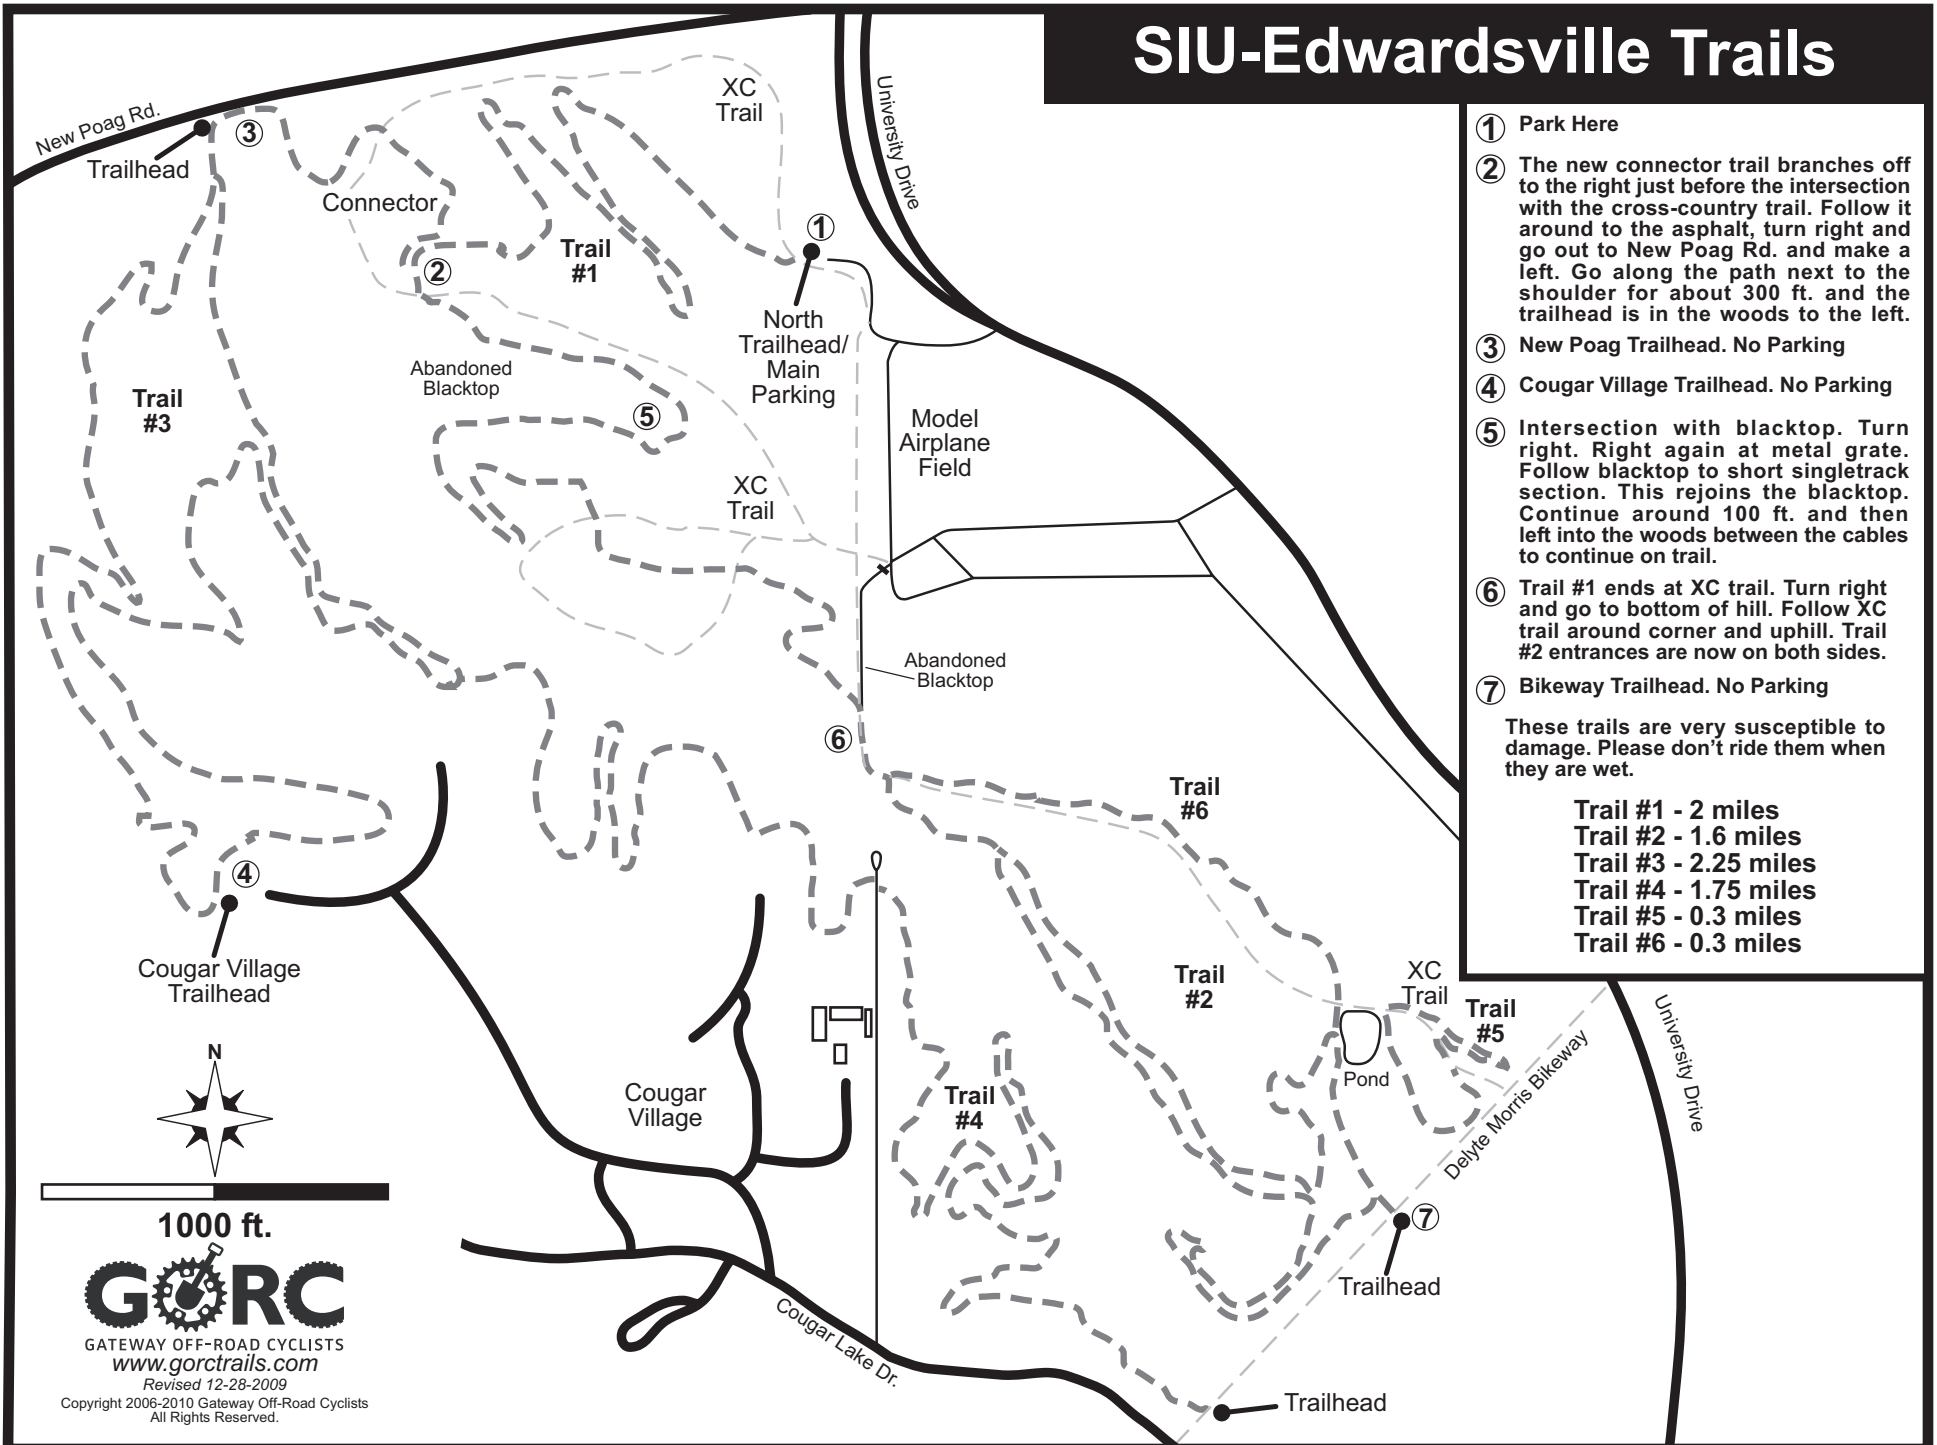 SIU-Edwardsville Trails
① Park Here
② The new connector trail branches off
to the right just before the intersection
with the cross-country trail. Follow it
around to the asphalt, turn right and
go out to New Poag Rd. and make a
left. Go along the path next to the
shoulder for about 300 ft. and the
trailhead is in the woods to the left.
③ New Poag Trailhead. No Parking
④ Cougar Village Trailhead. No Parking
⑤ Intersection with blacktop. Turn
right. Right again at metal grate.
Follow blacktop to short singletrack
section. This rejoins the blacktop.
Continue around 100 ft. and then
left into the woods between the cables
to continue on trail.
⑥ Trail #1 ends at XC trail. Turn right
and go to bottom of hill. Follow XC
trail around corner and uphill. Trail
#2 entrances are now on both sides.
⑦ Bikeway Trailhead. No Parking
These trails are very susceptible to
damage. Please don't ride them when
they are wet.
Trail #1 - 2 miles
Trail #2 - 1.6 miles
Trail #3 - 2.25 miles
Trail #4 - 1.75 miles
Trail #5 - 0.3 miles
Trail #6 - 0.3 miles
New Poag Rd.
Trailhead
③
Connector
XC
Trail
University Drive
①
②
Trail
#1
North
Trailhead/
Main
Parking
Abandoned
Blacktop
Trail
#3
⑤
Model
Airplane
Field
XC
Trail
Abandoned
Blacktop
⑥
Trail
#6
④
Cougar Village
Trailhead
Trail
#2
XC
Trail
Trail
#5
University Drive
Pond
Delyte Morris Bikeway
Cougar
Village
Trail
#4
⑦
Trailhead
Cougar Lake Dr.
Trailhead
N
1000 ft.
GORC
GATEWAY OFF-ROAD CYCLISTS
www.gorctrails.com
Revised 12-28-2009
Copyright 2006-2010 Gateway Off-Road Cyclists
All Rights Reserved.